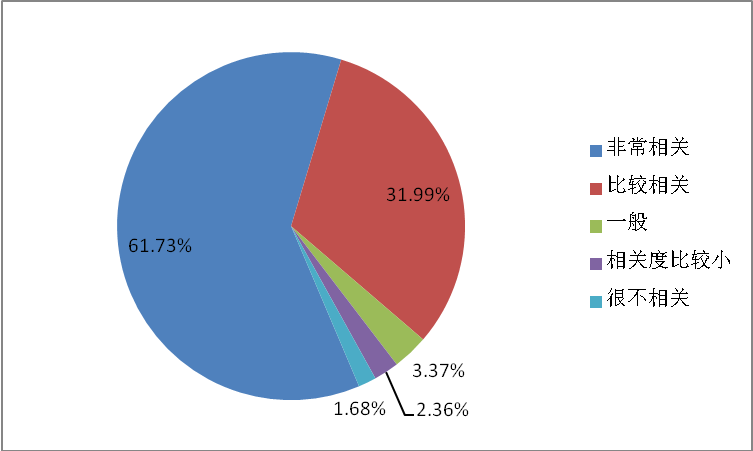 非常相关
31.99%
比较相关
一般
61.73%
相关度比较小
很不相关
3.37%
1.68%
2.36%